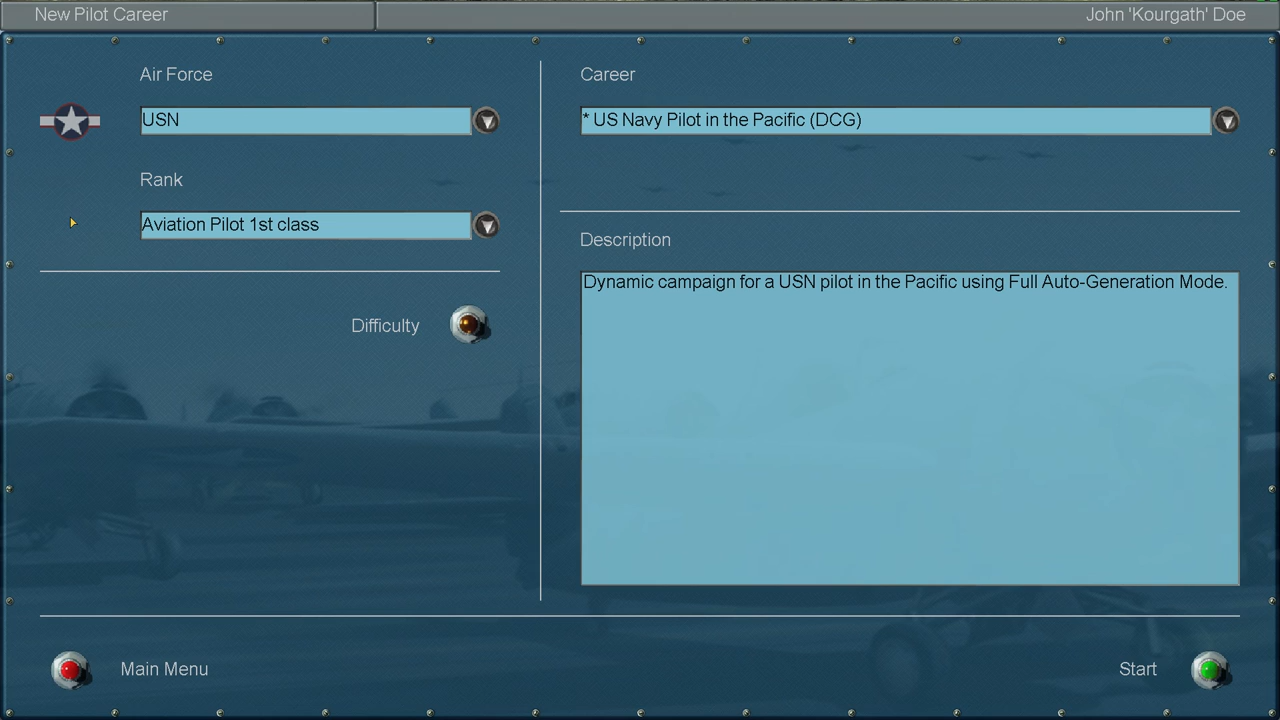 New Pilot Career
John 'Kourgath' Doe
Air Force
USN
Rank
Aviation Pilot 1st class
Difficulty
Career
* US Navy Pilot in the Pacific (DCG)
Description
Dynamic campaign for a USN pilot in the Pacific using Full Auto-Generation Mode.
Main Menu
Start